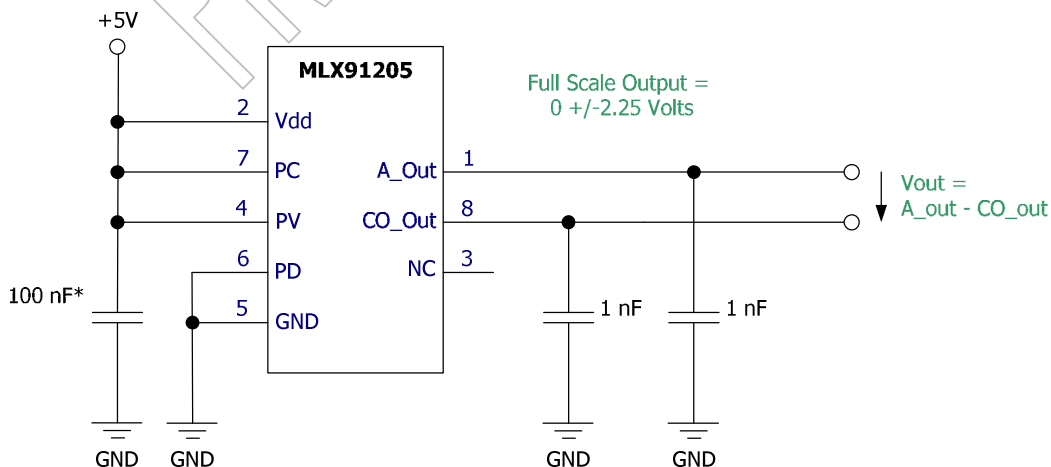 +5V
MLX91205
Full Scale Output =
0 +/-2.25 Volts
2 Vdd
7 PC
A_Out 1
4 PV
CO_Out 8
6 PD
NC 3
5 GND
Vout =
A_out - CO_out
100 nF*
1 nF
1 nF
GND
GND
GND
GND